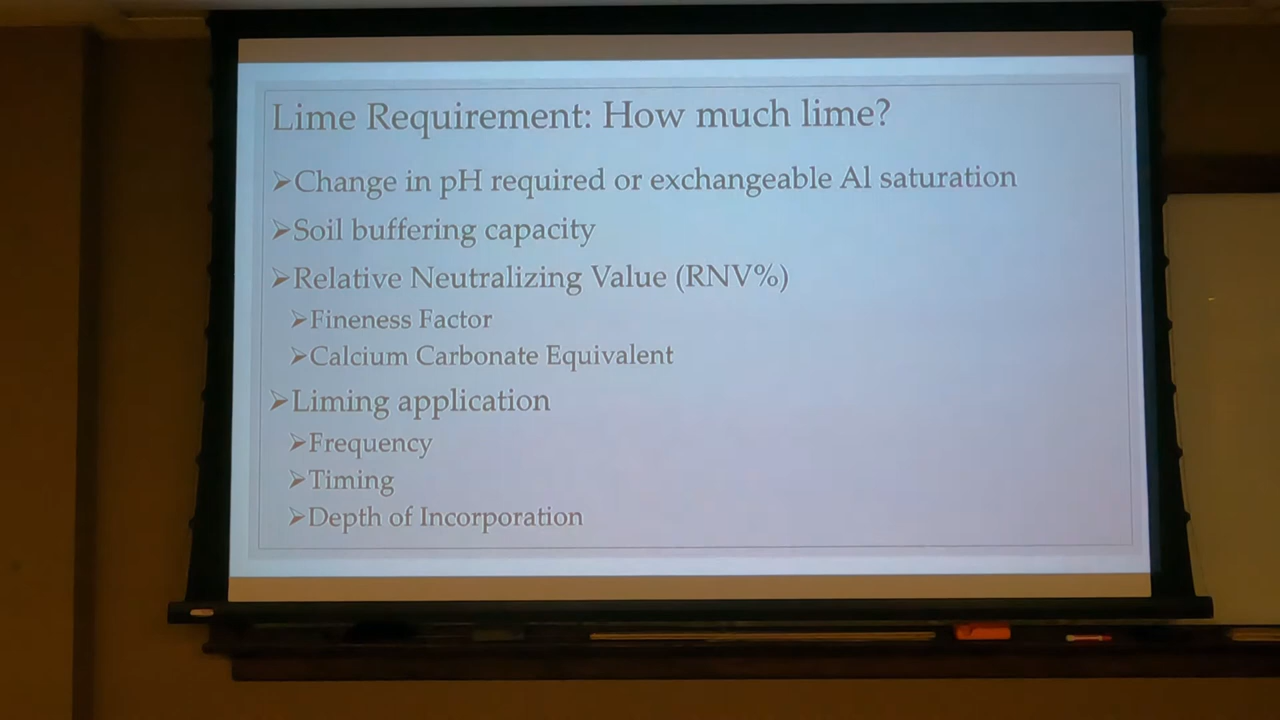 Lime Requirement: How much lime?
➢Change in pH required or exchangeable Al saturation
➢Soil buffering capacity
➢Relative Neutralizing Value (RNV%)
➢Fineness Factor
➢Calcium Carbonate Equivalent
➢Liming application
➢Frequency
➢Timing
➢Depth of Incorporation